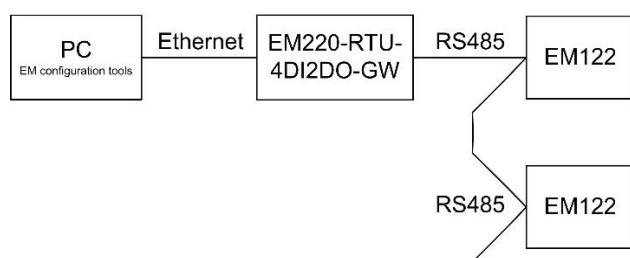 PC
EM configuration tools
Ethernet
EM220-RTU-
4DI2DO-GW
RS485
EM122
RS485
EM122